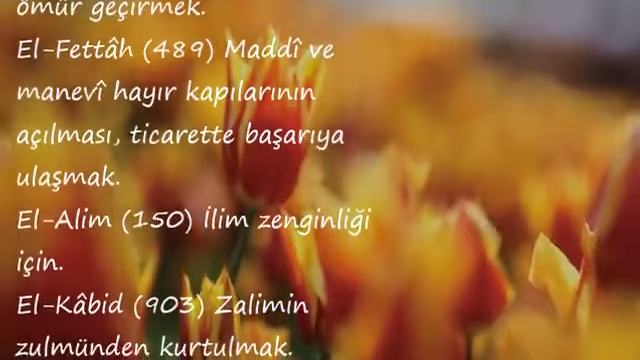 ömür geçirmek.
El-Fettâh (489) Maddî ve
manevî hayır kapılarının
açılması, ticarette başarıya
ulaşmak.
El-Alim (150) İlim zenginliği
için.
El-Kâbid (903) Zalimin
zulmünden kurtulmak.